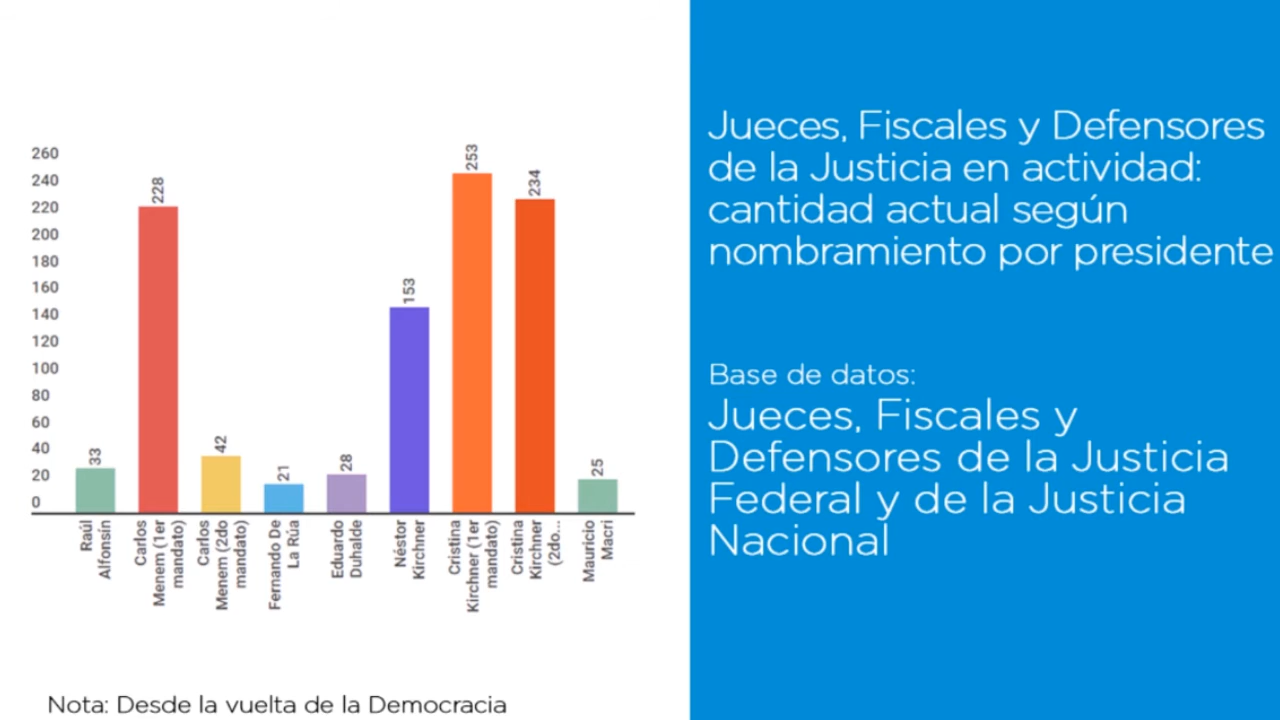 260
240
220
200
180
160
140
120
100
80
60
40
20
0
33
228
42
21
28
153
253
234
25
Raúl
Alfonsín
Carlos
Menem (1er
mandato)
Carlos
Menem (2do
mandato)
Fernando De
La Rúa
Eduardo
Duhalde
Néstor
Kirchner
Cristina
Kirchner (1er
mandato)
Cristina
Kirchner
(2do...
Mauricio
Macri
Nota: Desde la vuelta de la Democracia
Jueces, Fiscales y Defensores
de la Justicia en actividad:
cantidad actual según
nombramiento por presidente
Base de datos:
Jueces, Fiscales y
Defensores de la Justicia
Federal y de la Justicia
Nacional